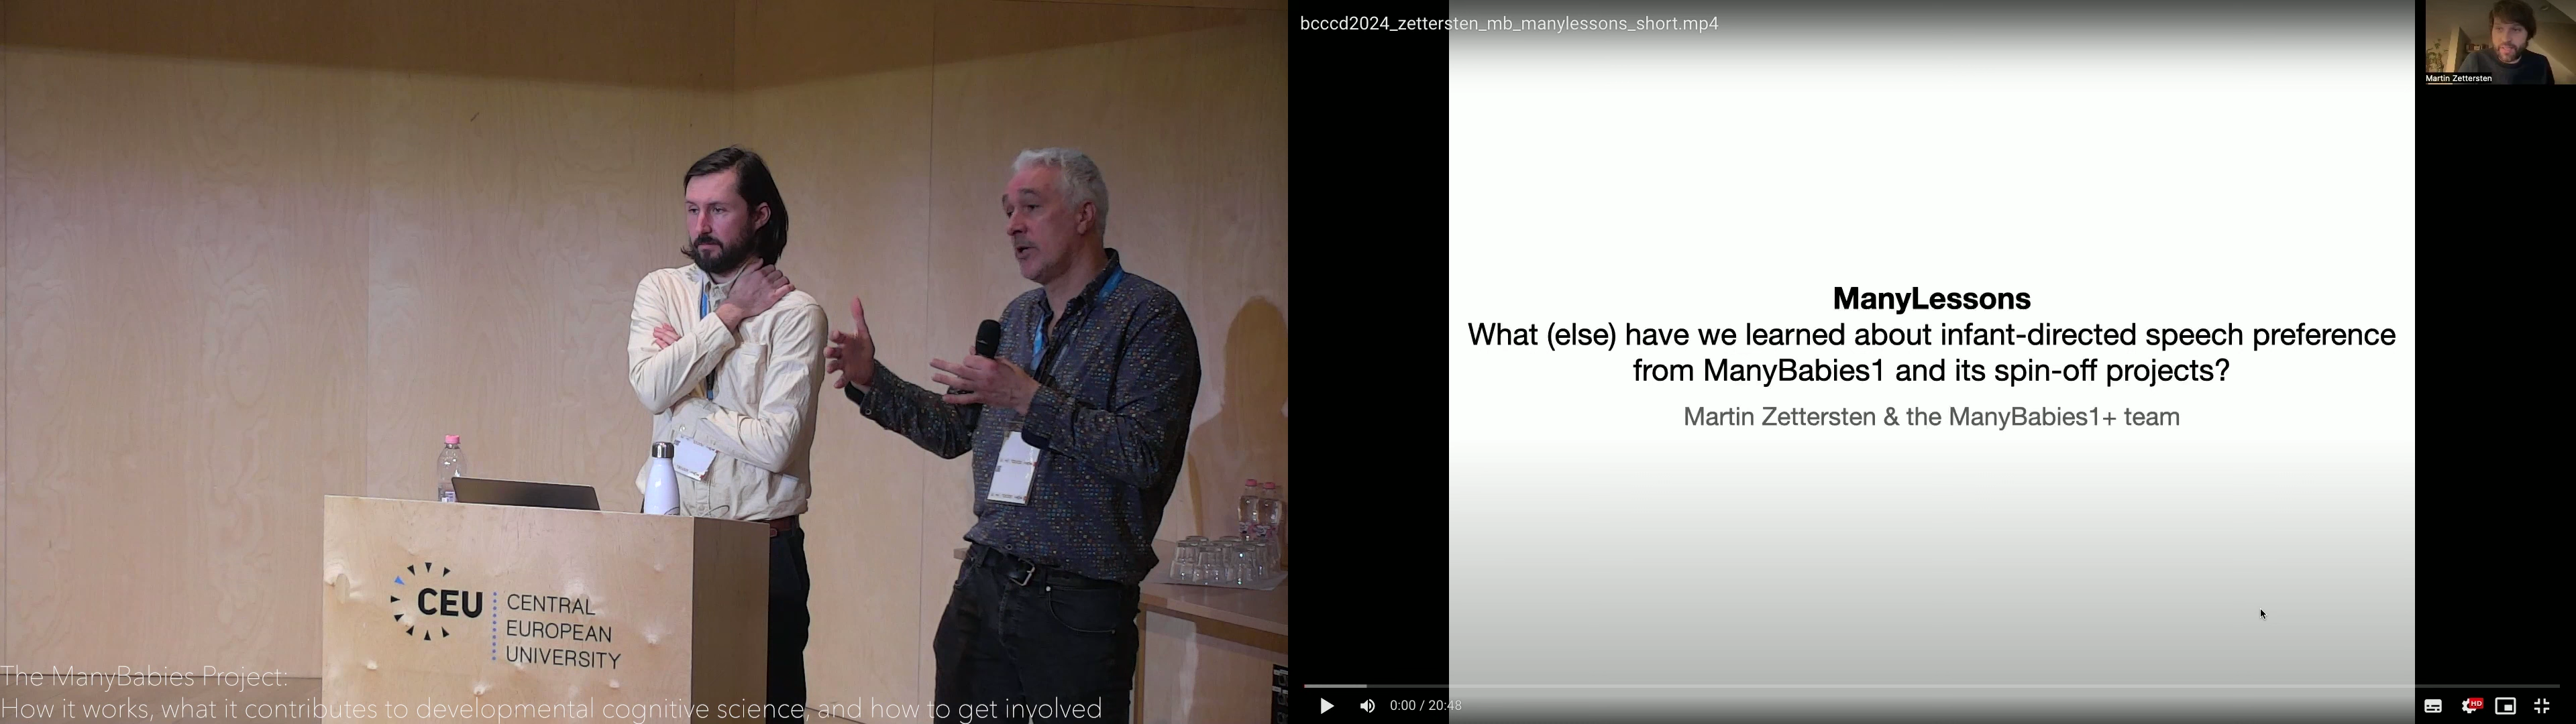 CEU
CENTRAL
EUROPEAN
UNIVERSITY
The ManyBabies Project:
How it works, what it contributes to developmental cognitive science, and how to get involved
bcccd2024_zettersten_mb_manylessons_short.mp4
Martin Zettersten
ManyLessons
What (else) have we learned about infant-directed speech preference
from ManyBabies1 and its spin-off projects?
Martin Zettersten & the ManyBabies1+ team
0:00 / 20:48
HD